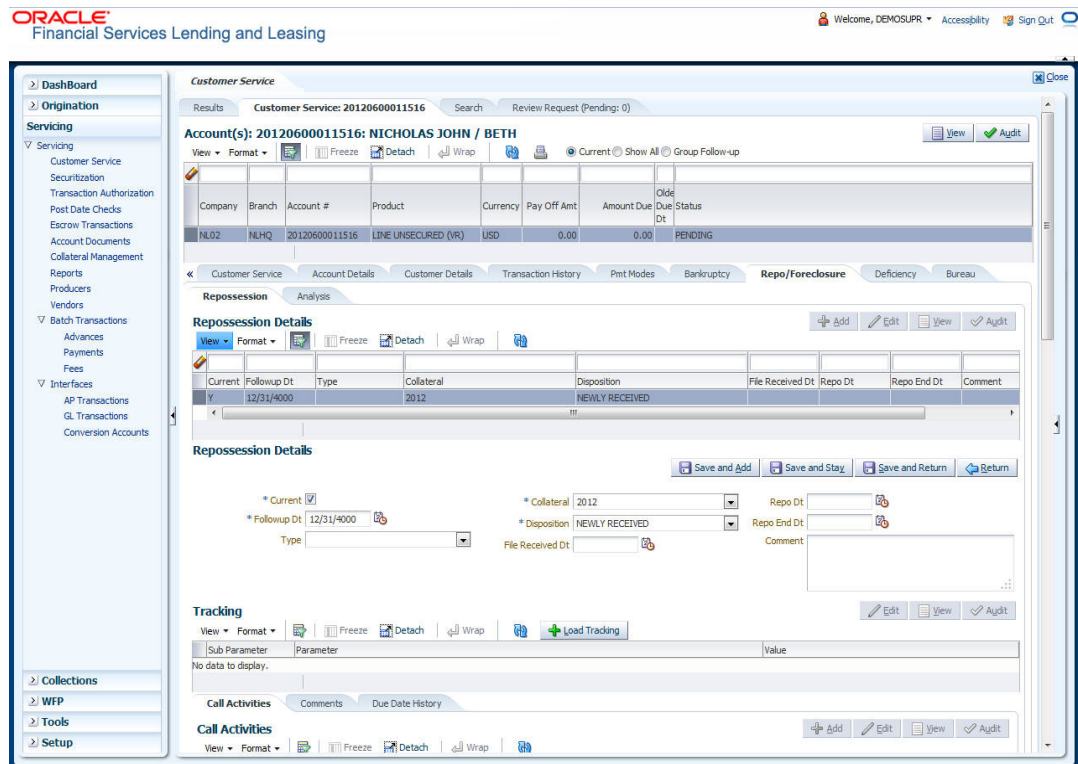 ORACLE®
Financial Services Lending and Leasing
Welcome, DEMOSUPR Accessibility Sign Out
Close
DashBoard
Origination
Servicing
Servicing
Customer Service
Securitization
Transaction Authorization
Post Date Checks
Escrow Transactions
Account Documents
Collateral Management
Reports
Producers
Vendors
Batch Transactions
Advances
Payments
Fees
Interfaces
AP Transactions
GL Transactions
Conversion Accounts
Collections
WFP
Tools
Setup
Customer Service
Results Customer Service: 20120600011516 Search Review Request (Pending: 0)
Account(s): 20120600011516: NICHOLAS JOHN / BETH
View Audit
View Format Freeze Detach Wrap Current Show All Group Follow-up
Company Branch Account # Product Currency Pay Off Amt Amount Due Olde Due Dt Status
NL02 NLHQ 20120600011516 LINE UNSECURED (VR) USD 0.00 0.00 PENDING
Customer Service Account Details Customer Details Transaction History Pmt Modes Bankruptcy Repo/Foreclosure Deficiency Bureau
Repossession Analysis
Repossession Details
Add Edit View Audit
View Format Freeze Detach Wrap
Current Followup Dt Type Collateral Disposition File Received Dt Repo Dt Repo End Dt Comment
Y 12/31/4000 2012 NEWLY RECEIVED
Repossession Details
Save and Add Save and Stay Save and Return Return
* Current * Collateral 2012 Repo Dt
* Followup Dt 12/31/4000 * Disposition NEWLY RECEIVED Repo End Dt
Type File Received Dt Comment
Tracking
Edit View Audit
View Format Freeze Detach Wrap Load Tracking
Sub Parameter Parameter Value
No data to display.
Call Activities Comments Due Date History
Call Activities
Add Edit View Audit
View Format Freeze Detach Wrap